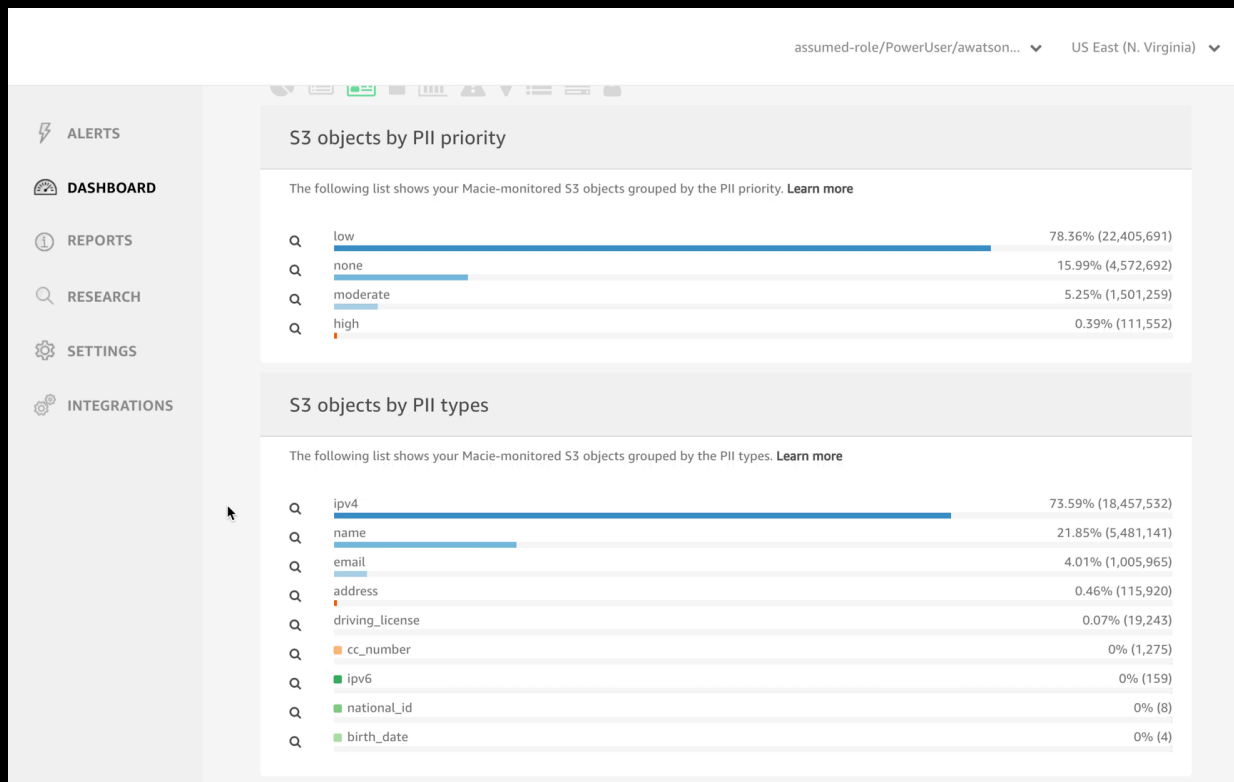 assumed-role/PowerUser/awatson... US East (N. Virginia)
ALERTS
DASHBOARD
REPORTS
RESEARCH
SETTINGS
INTEGRATIONS
S3 objects by PII priority
The following list shows your Macie-monitored S3 objects grouped by the PII priority. Learn more
low 78.36% (22,405,691)
none 15.99% (4,572,692)
moderate 5.25% (1,501,259)
high 0.39% (111,552)
S3 objects by PII types
The following list shows your Macie-monitored S3 objects grouped by the PII types. Learn more
ipv4 73.59% (18,457,532)
name 21.85% (5,481,141)
email 4.01% (1,005,965)
address 0.46% (115,920)
driving_license 0.07% (19,243)
cc_number 0% (1,275)
ipv6 0% (159)
national_id 0% (8)
birth_date 0% (4)